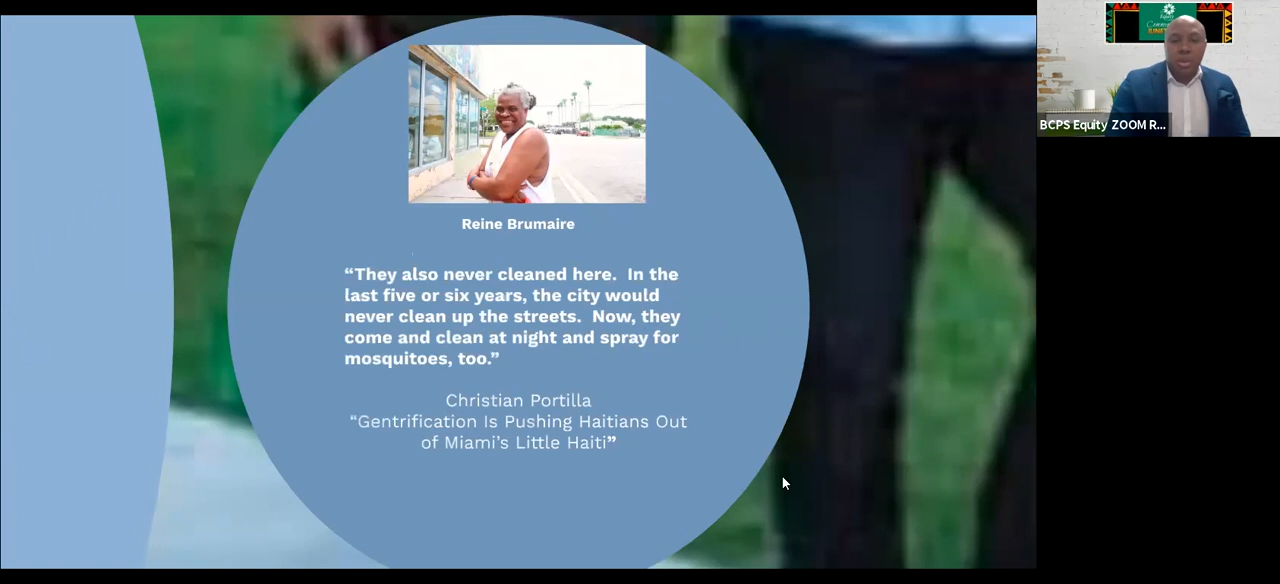 Reine Brumaire
“They also never cleaned here.  In the
last five or six years, the city would
never clean up the streets.  Now, they
come and clean at night and spray for
mosquitoes, too.”
Christian Portilla
“Gentrification Is Pushing Haitians Out
of Miami’s Little Haiti”
Equity
BCPS Equity ZOOM R...